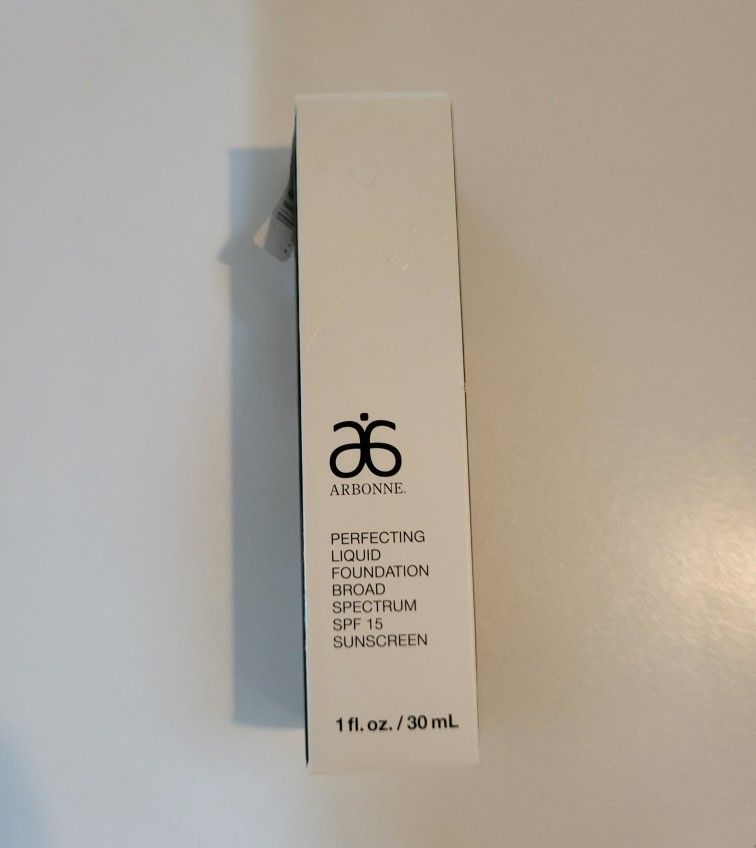 ARBONNE.
PERFECTING
LIQUID
FOUNDATION
BROAD
SPECTRUM
SPF 15
SUNSCREEN
1 fl. oz. / 30 mL